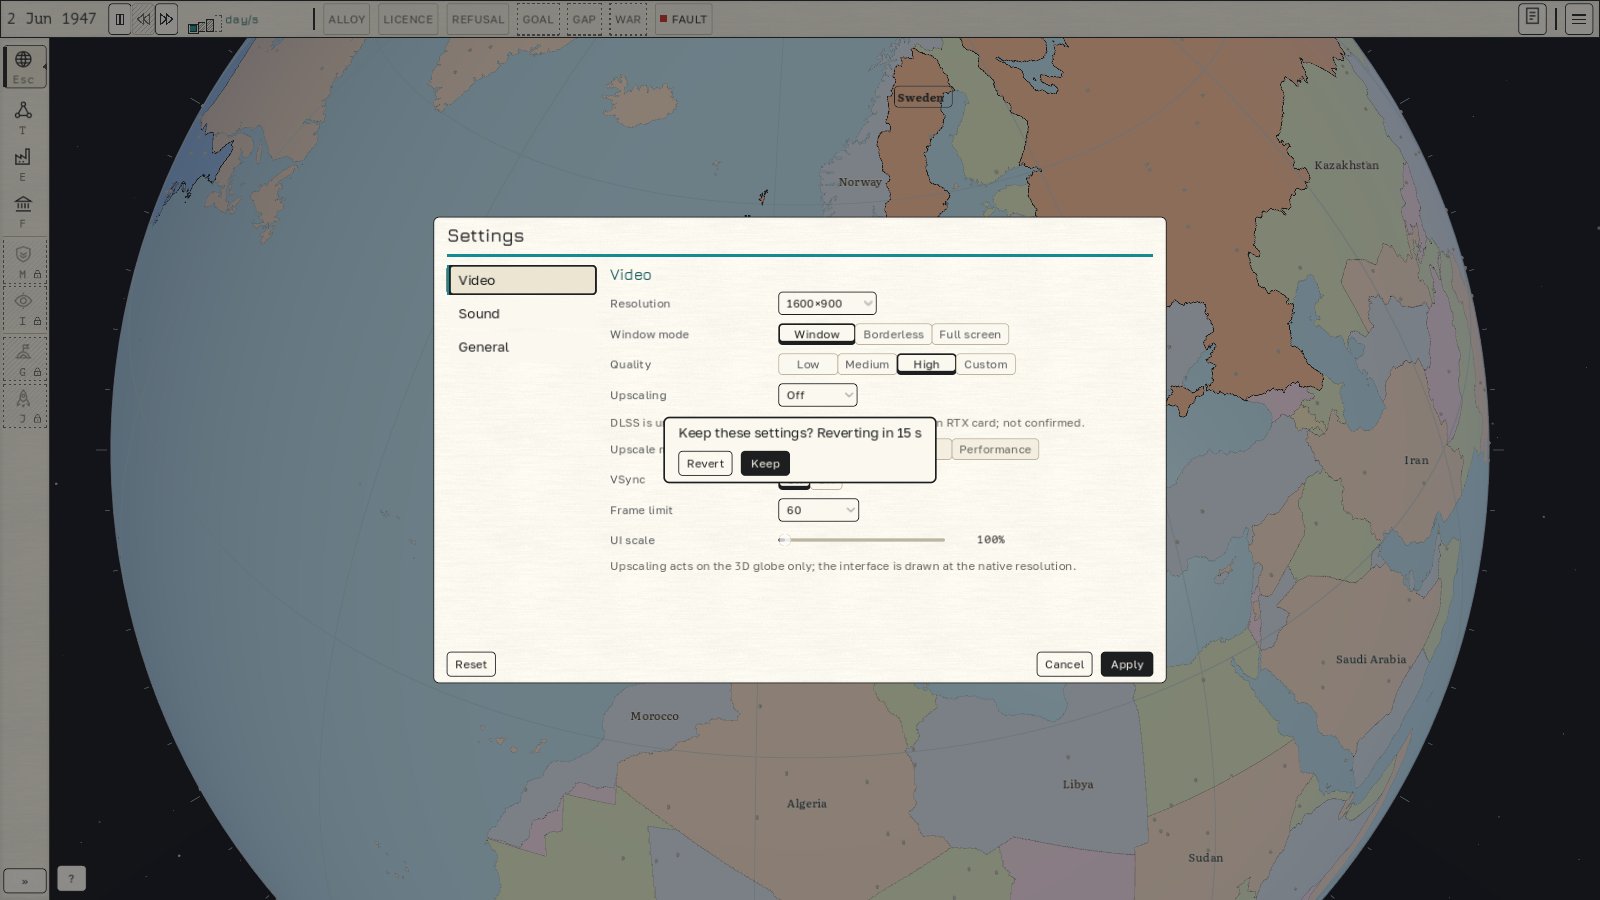 2 Jun 1947
day/s
ALLOY
LICENCE
REFUSAL
GOAL
GAP
WAR
FAULT
Esc
T
E
F
M
I
G
J
»
?
Sweden
Norway
Kazakhstan
Iran
Saudi Arabia
Morocco
Algeria
Libya
Sudan
Settings
Video
Sound
General
Video
Resolution 1600×900
Window mode Window Borderless Full screen
Quality Low Medium High Custom
Upscaling Off
DLSS is RTX card; not confirmed.
Keep these settings? Reverting in 15 s
Revert Keep
Upscale Performance
VSync
Frame limit 60
UI scale 100%
Upscaling acts on the 3D globe only; the interface is drawn at the native resolution.
Reset Cancel Apply